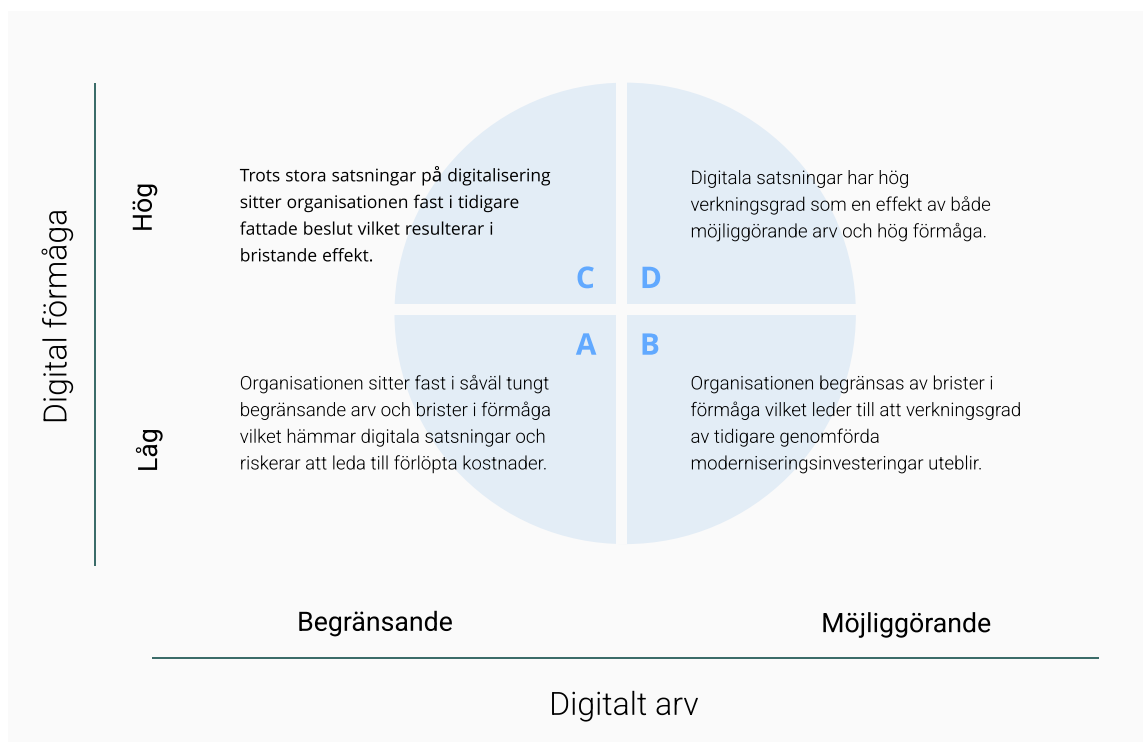 Digital förmåga
Hög
Trots stora satsningar på digitalisering
sitter organisationen fast i tidigare
fattade beslut vilket resulterar i
bristande effekt.
C
Digitala satsningar har hög
verkningsgrad som en effekt av både
möjliggörande arv och hög förmåga.
D
Låg
A
Organisationen sitter fast i såväl tungt
begränsande arv och brister i förmåga
vilket hämmar digitala satsningar och
riskerar att leda till förlöpta kostnader.
B
Organisationen begränsas av brister i
förmåga vilket leder till att verkningsgrad
av tidigare genomförda
moderniseringsinvesteringar uteblir.
Begränsande
Möjliggörande
Digitalt arv